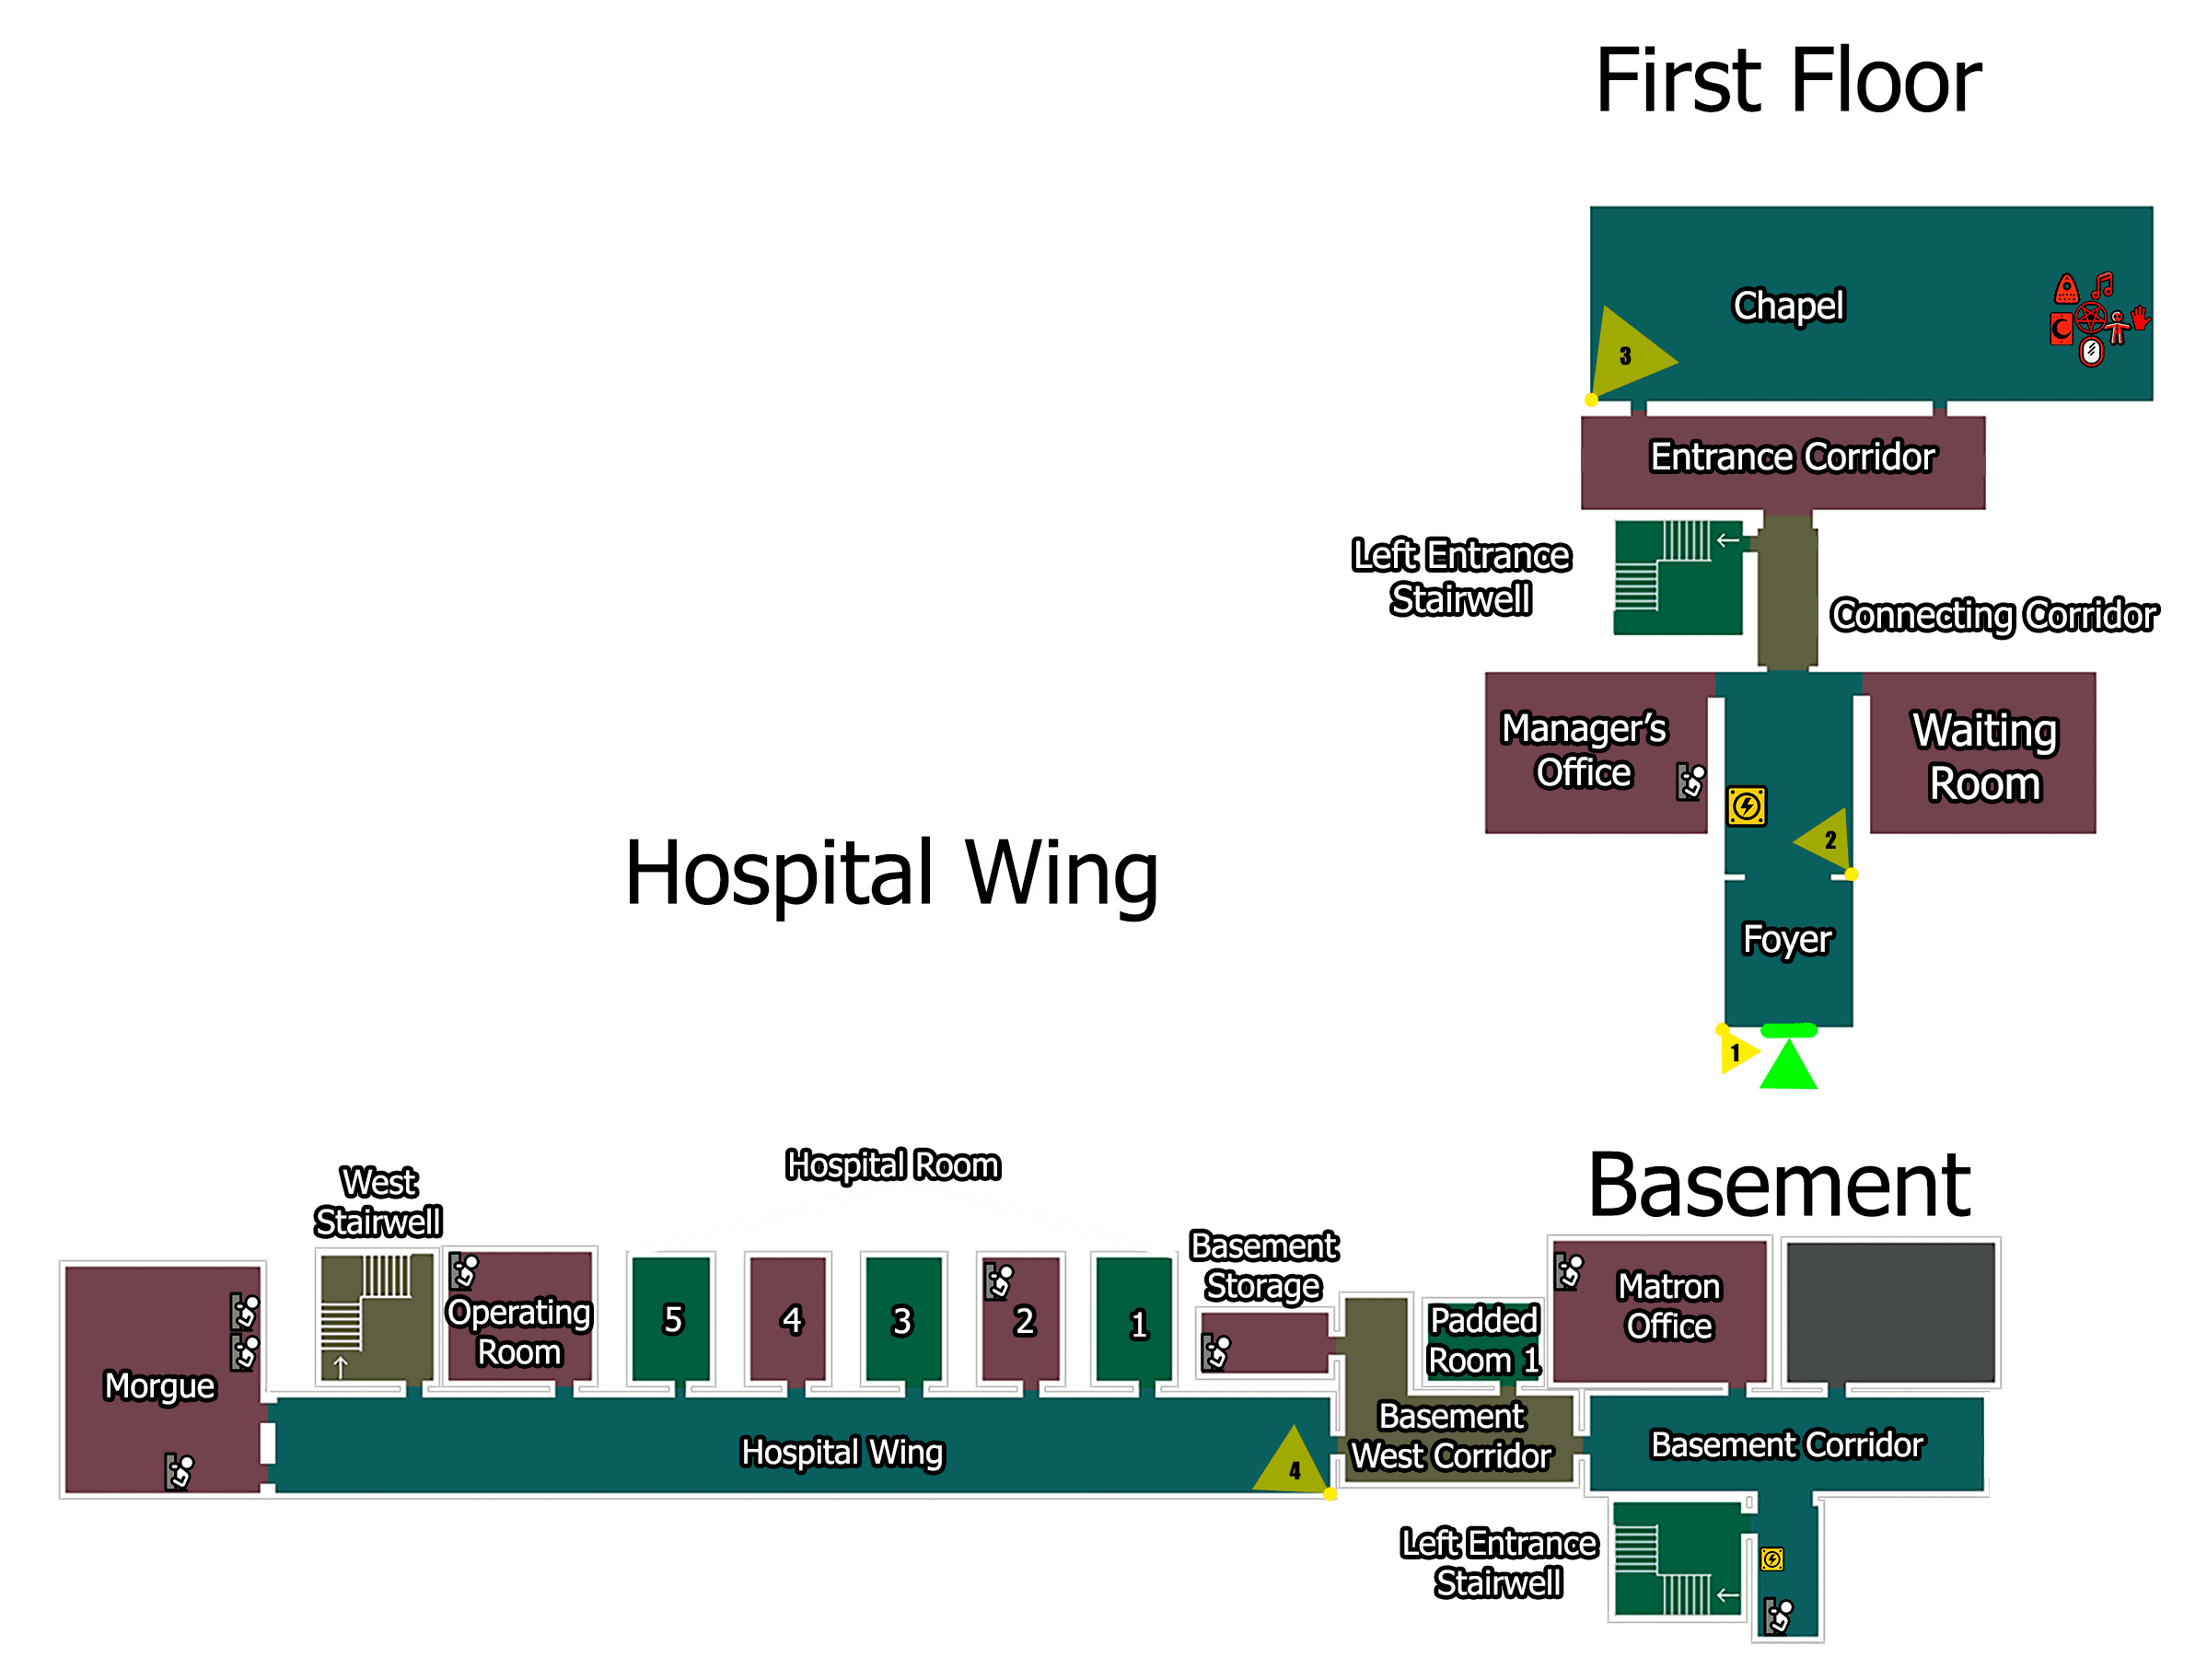 First Floor
Chapel
3
Entrance Corridor
Left Entrance
Stairwell
Connecting Corridor
Manager's
Office
Waiting
Room
2
Foyer
1
Hospital Wing
Hospital Room
West
Stairwell
Operating
Room
5
4
3
2
1
Morgue
Hospital Wing
4
Basement
Basement
Storage
Padded
Room 1
Matron
Office
Basement
West Corridor
Basement Corridor
Left Entrance
Stairwell